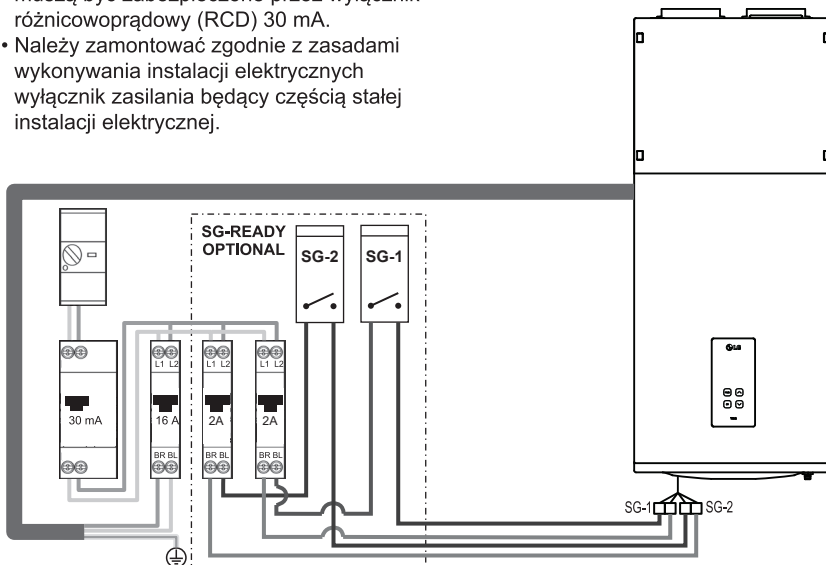 muszą być zabezpieczone przez wyłącznik
różnicowoprądowy (RCD) 30 mA.
• Należy zamontować zgodnie z zasadami
wykonywania instalacji elektrycznych
wyłącznik zasilania będący częścią stałej
instalacji elektrycznej.
SG-READY
OPTIONAL
SG-2
SG-1
L1 L2
L1 L2
L1 L2
30 mA
16 A
2A
2A
BR BL
BR BL
BR BL
LG
SG-1
SG-2